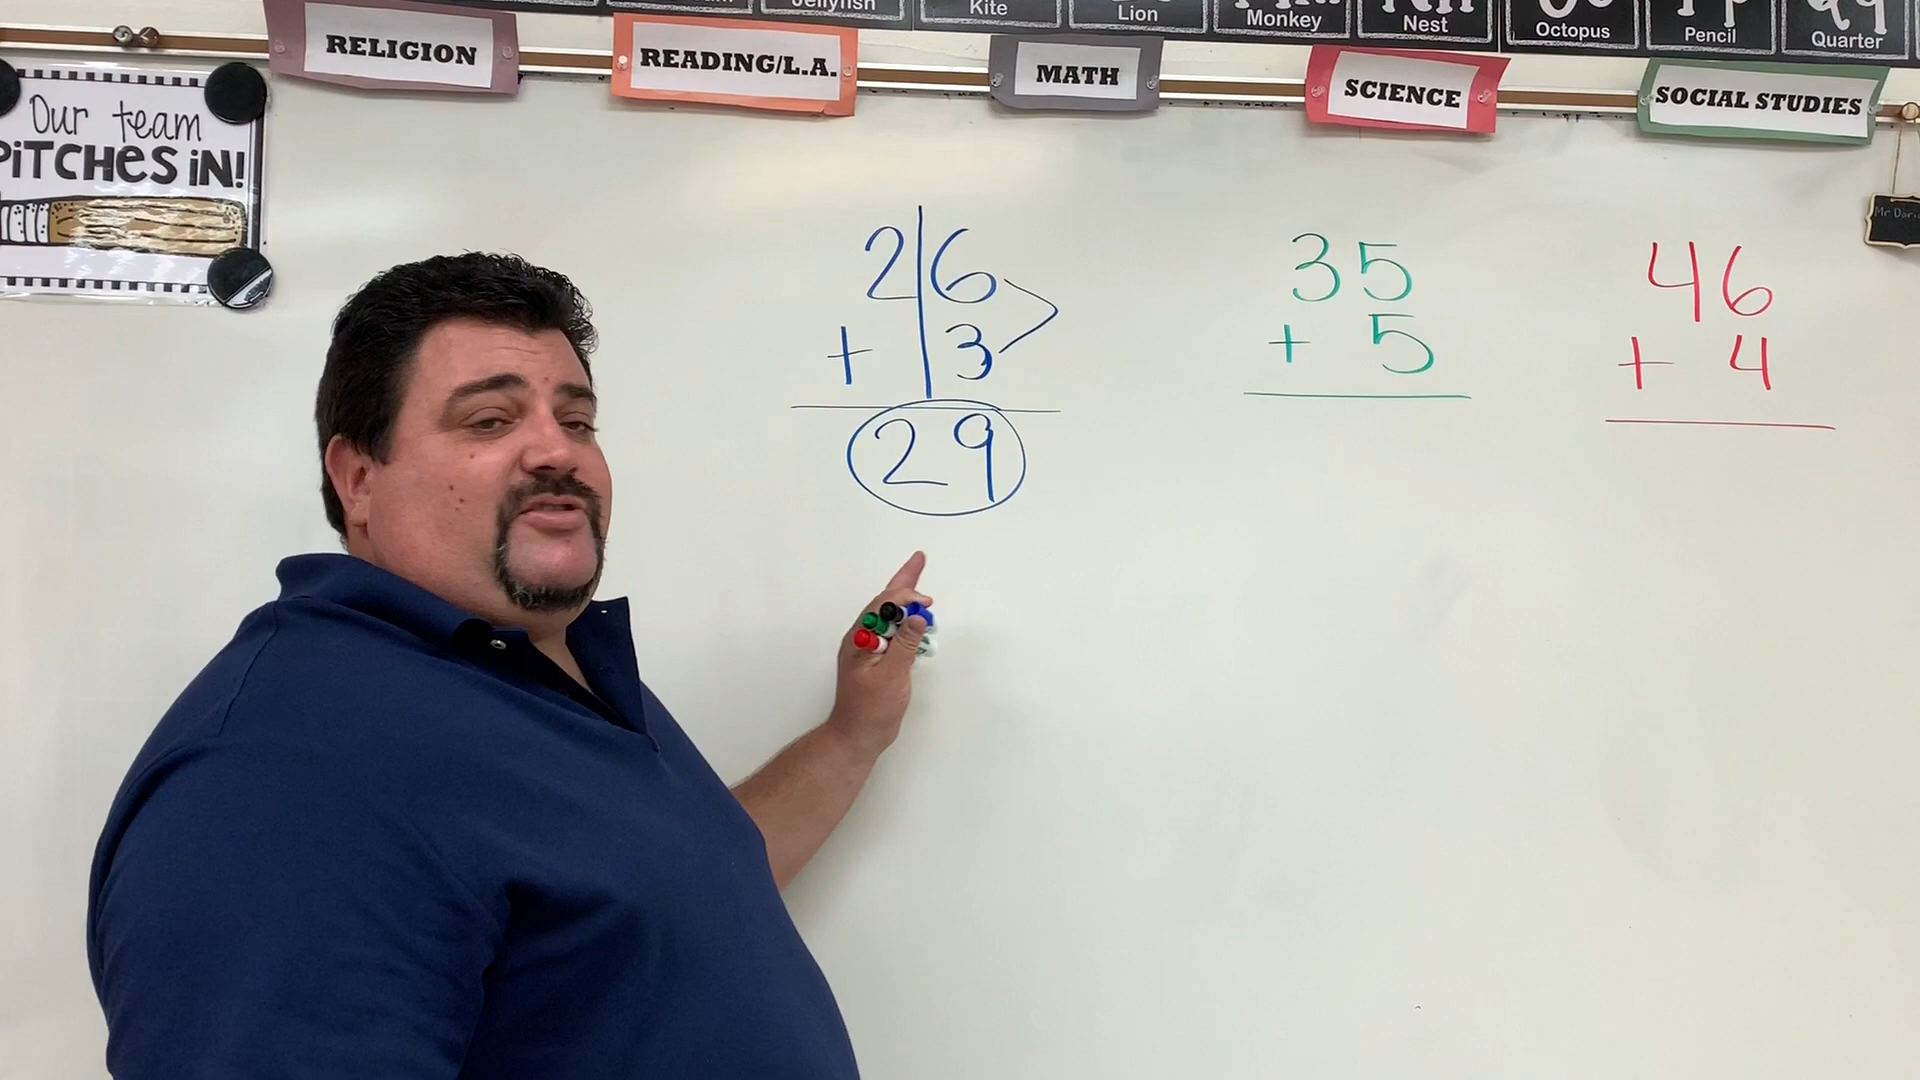 Jellyfish
Kite
Lion
Monkey
Nest
Octopus
Pp
Pencil
Quarter
RELIGION
READING/L.A.
MATH
SCIENCE
SOCIAL STUDIES
Our team
PiTCHes iN!
26
+ 3
29
35
+ 5
46
+ 4